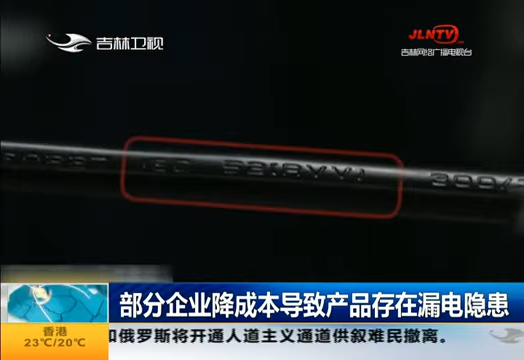 吉林卫视
JLNTV
吉林网络广播电视台
52(RVV) 300/
部分企业降成本导致产品存在漏电隐患
香港
23℃/20℃
和俄罗斯将开通人道主义通道供叙难民撤离。